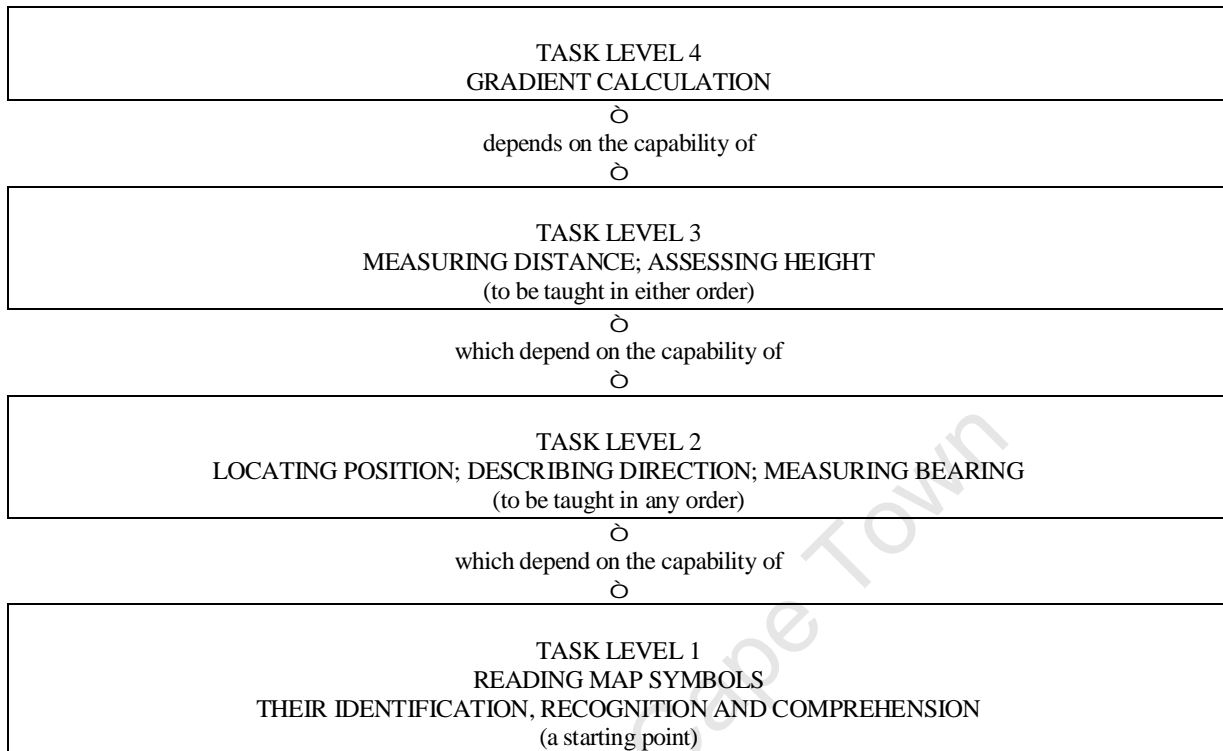 TASK LEVEL 4
GRADIENT CALCULATION
Ò
depends on the capability of
Ò
TASK LEVEL 3
MEASURING DISTANCE; ASSESSING HEIGHT
(to be taught in either order)
Ò
which depend on the capability of
Ò
TASK LEVEL 2
LOCATING POSITION; DESCRIBING DIRECTION; MEASURING BEARING
(to be taught in any order)
Ò
which depend on the capability of
Ò
TASK LEVEL 1
READING MAP SYMBOLS
THEIR IDENTIFICATION, RECOGNITION AND COMPREHENSION
(a starting point)
Cape Town